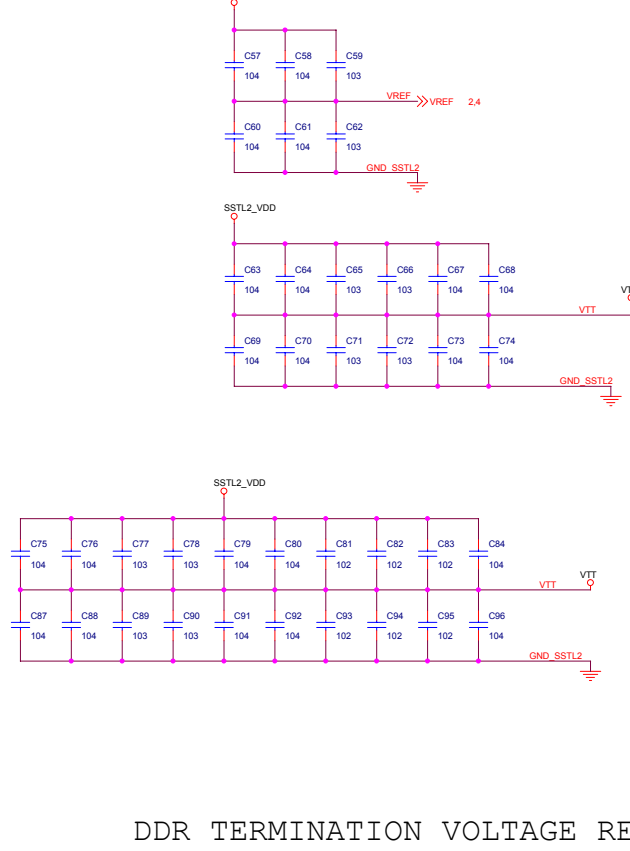 C57 C58 C59
104 104 103
VREF VREF 2,4
C60 C61 C62
104 104 103
GND_SSTL2
SSTL2_VDD
C63 C64 C65 C66 C67 C68
104 104 103 103 104 104
VTT
C69 C70 C71 C72 C73 C74
104 104 103 103 104 104
GND_SSTL2
SSTL2_VDD
C75 C76 C77 C78 C79 C80 C81 C82 C83 C84
104 104 103 103 104 104 102 102 102 104
VTT VTT
C87 C88 C89 C90 C91 C92 C93 C94 C95 C96
104 104 103 103 104 104 102 102 102 104
GND_SSTL2
DDR TERMINATION VOLTAGE RE